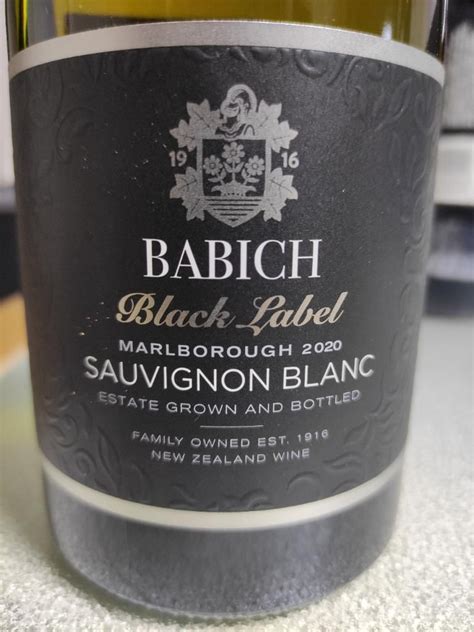 19 16
BABICH
Black Label
MARLBOROUGH 2020
SAUVIGNON BLANC
ESTATE GROWN AND BOTTLED
FAMILY OWNED EST. 1916
NEW ZEALAND WINE